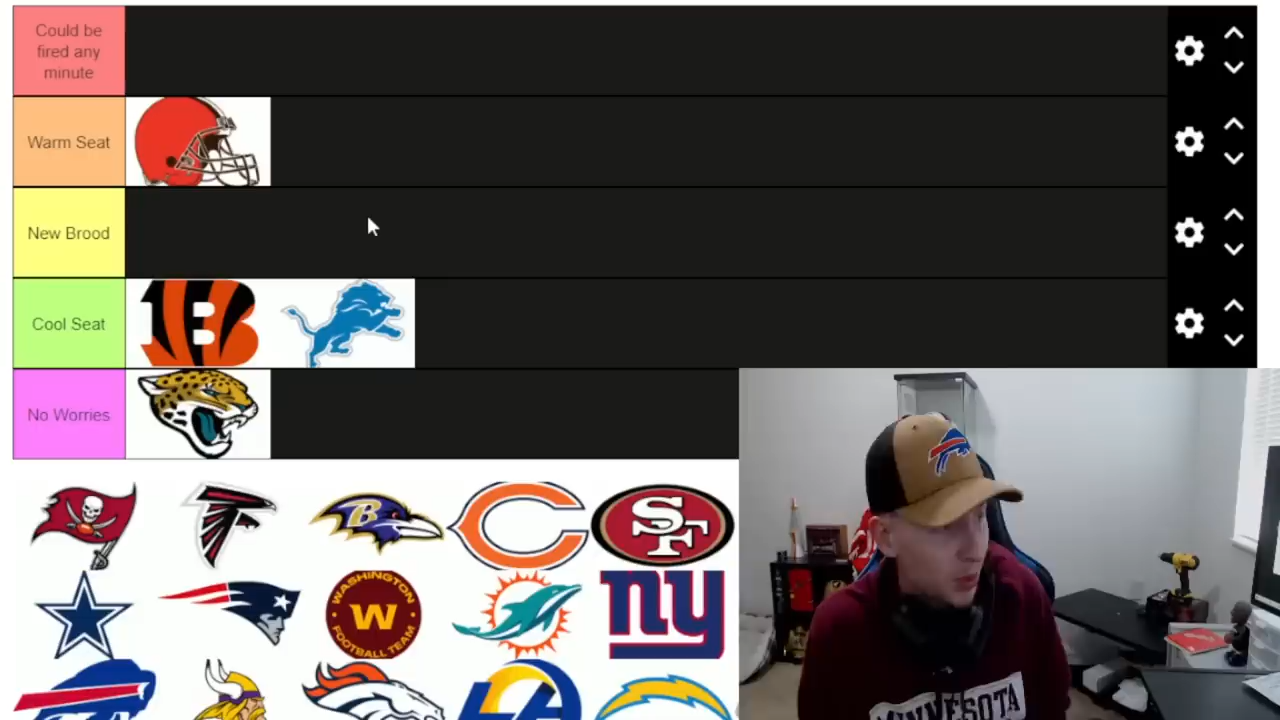 Could be
fired any
minute
Warm Seat
New Brood
Cool Seat
B
No Worries
B
C
SF
WASHINGTON
W
FOOTBALL TEAM
ny
LA
MINNESOTA